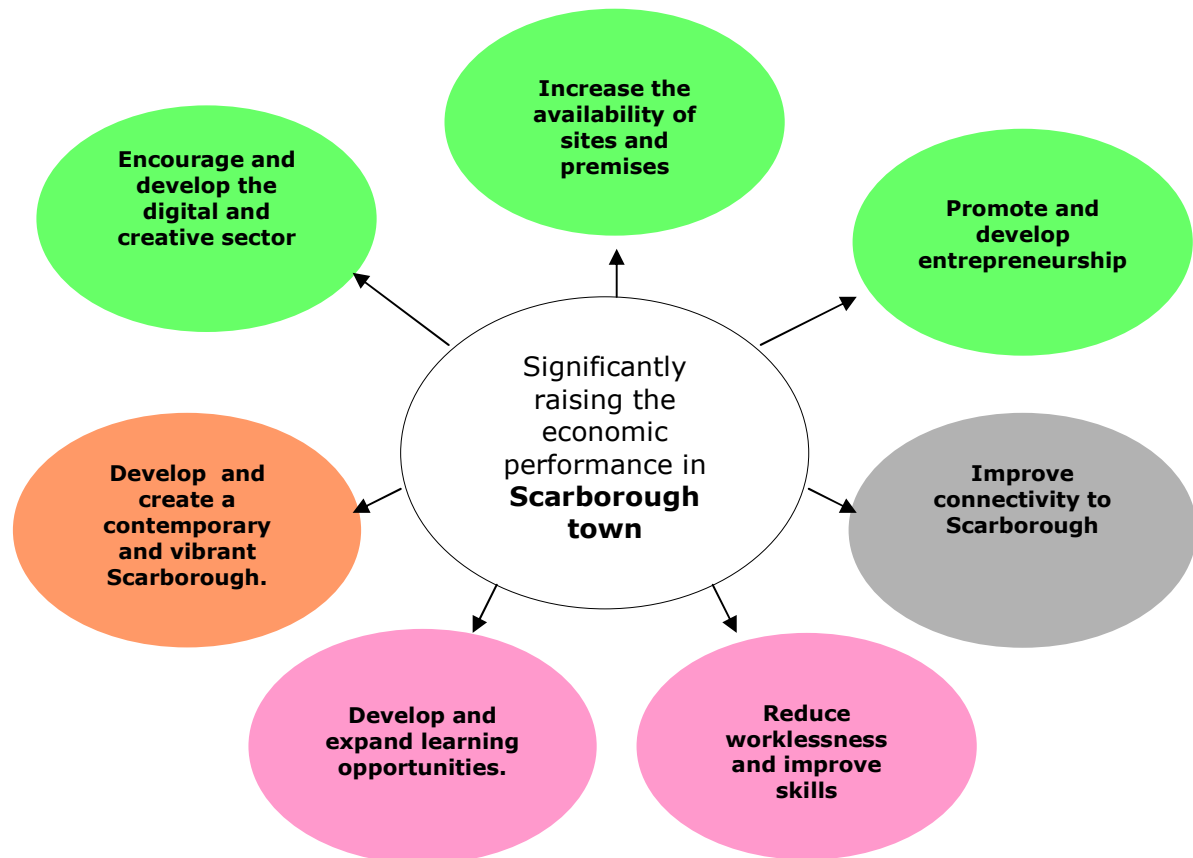 Increase the
availability of
sites and
premises
Encourage and
develop the
digital and
creative sector
Promote and
develop
entrepreneurship
Significantly
raising the
economic
performance in
Scarborough
town
Develop  and
create a
contemporary
and vibrant
Scarborough.
Improve
connectivity to
Scarborough
Develop and
expand learning
opportunities.
Reduce
worklessness
and improve
skills